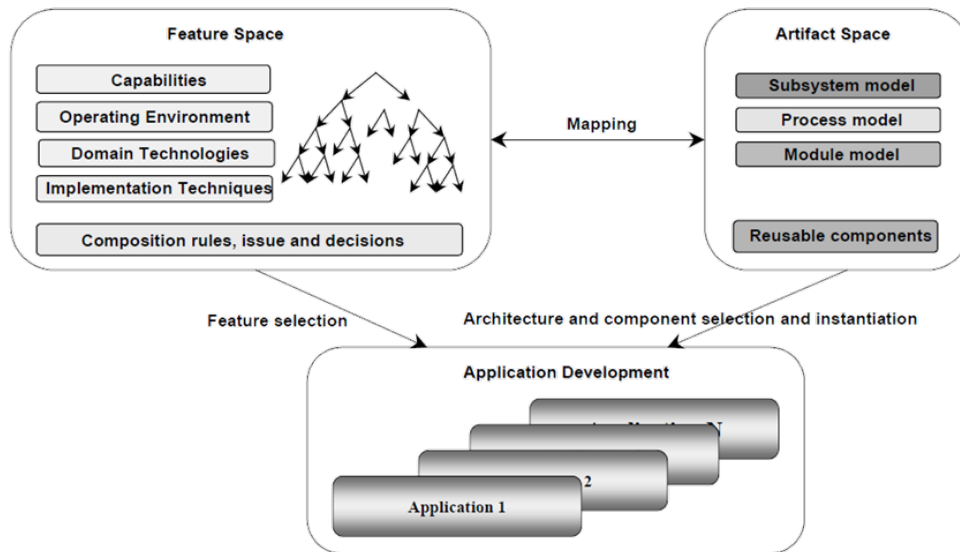 Feature Space
Capabilities
Operating Environment
Domain Technologies
Implementation Techniques
Composition rules, issue and decisions
Mapping
Artifact Space
Subsystem model
Process model
Module model
Reusable components
Feature selection
Architecture and component selection and instantiation
Application Development
N
2
Application 1